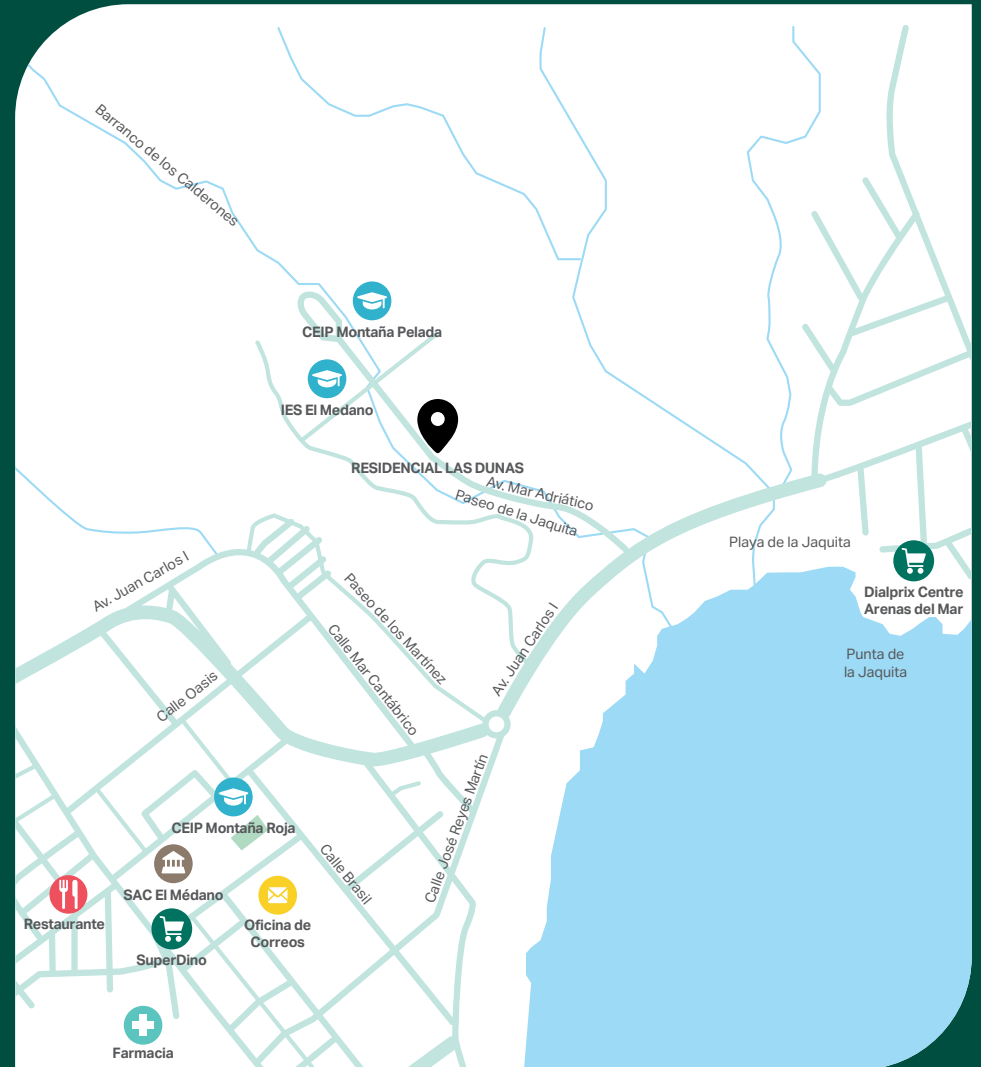 Barranco de los Calderones
CEIP Montaña Pelada
IES El Medano
RESIDENCIAL LAS DUNAS
Av. Mar Adriático
Paseo de la Jaquita
Playa de la Jaquita
Av. Juan Carlos I
Dialprix Centre
Arenas del Mar
Paseo de los Martínez
Calle Mar Cantábrico
Av. Juan Carlos I
Punta de
la Jaquita
Calle Oasis
Calle José Reyes Martín
CEIP Montaña Roja
Calle Brasil
SAC El Médano
Restaurante
Oficina de
Correos
SuperDino
Farmacia